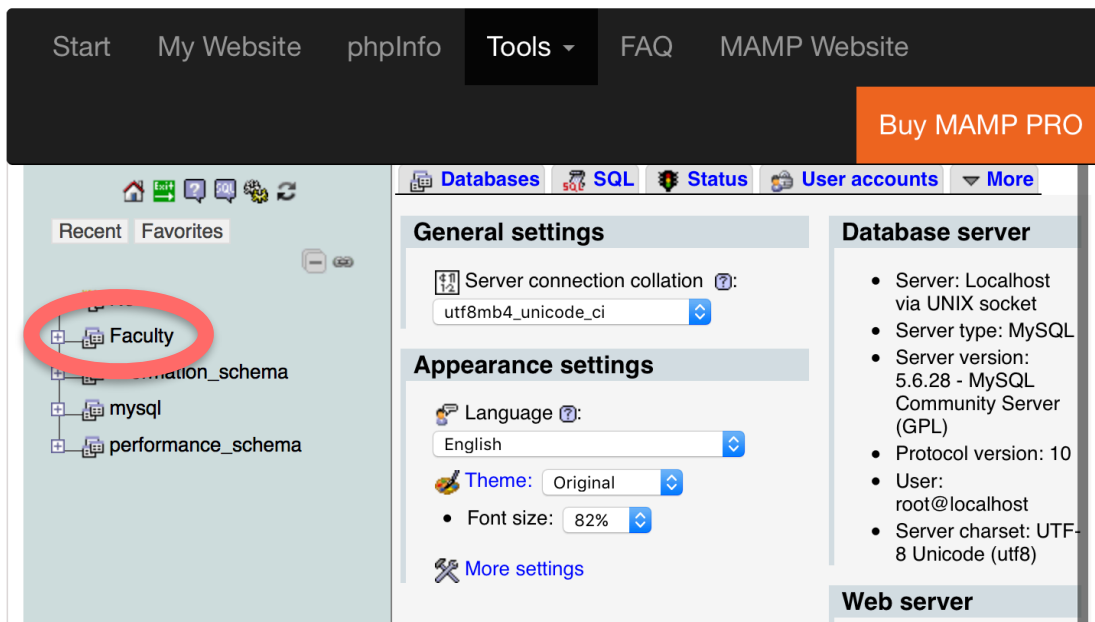 Start My Website phpInfo Tools FAQ MAMP Website
Buy MAMP PRO
Databases SQL Status User accounts More
Recent Favorites
Faculty
mysql
performance_schema
General settings
Server connection collation :
utf8mb4_unicode_ci
Appearance settings
Language :
English
Theme: Original
• Font size: 82%
More settings
Database server
• Server: Localhost
via UNIX socket
• Server type: MySQL
• Server version:
5.6.28 - MySQL
Community Server
(GPL)
• Protocol version: 10
• User:
root@localhost
• Server charset: UTF-
8 Unicode (utf8)
Web server